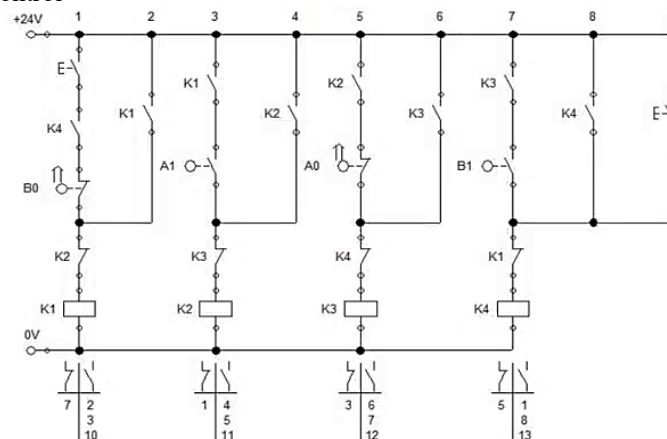 +24V 1 2 3 4 5 6 7 8
E K1 K2 K3
K4 K1 K2 K3 K4 E
B0 A1 A0 B1
K2 K3 K4 K1
K1 K2 K3 K4
0V
7 2 1 4 3 6 5 1
3 5 7 8
10 11 12 13